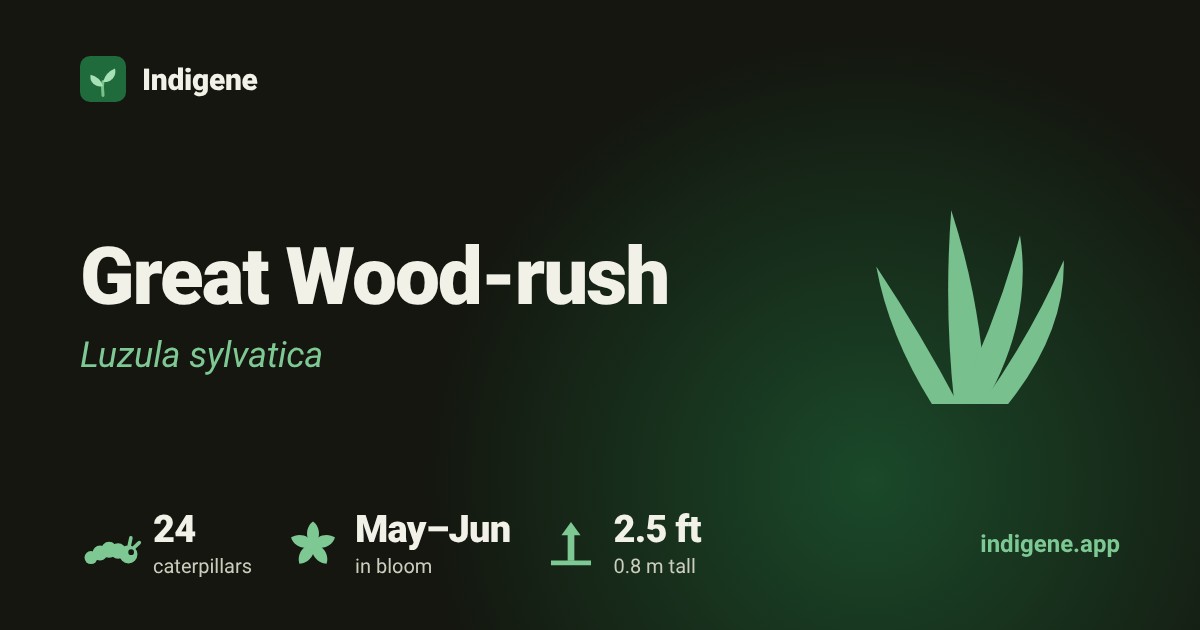 Indigene
Great Wood-rush
Luzula sylvatica
24
caterpillars
May–Jun
in bloom
2.5 ft
0.8 m tall
indigene.app